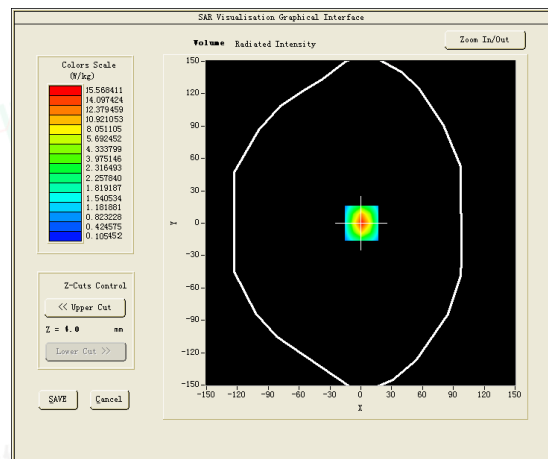 SAR Visualisation Graphical Interface
Volume Radiated Intensity
Zoom In/Out
Colors Scale
(W/kg)
15.568411
14.097424
12.379459
10.921053
8.051105
5.692452
4.333799
3.975146
2.316493
2.257840
1.819187
1.540534
1.181881
0.823228
0.424575
0.105452
Z-Cuts Control
<< Upper Cut
Z = 4.0 mm
Lower Cut >>
SAVE
Cancel
150
120
90
60
30
0
-30
-60
-90
-120
-150
Y
-150 -120 -90 -60 -30 0 30 60 90 120 150
X